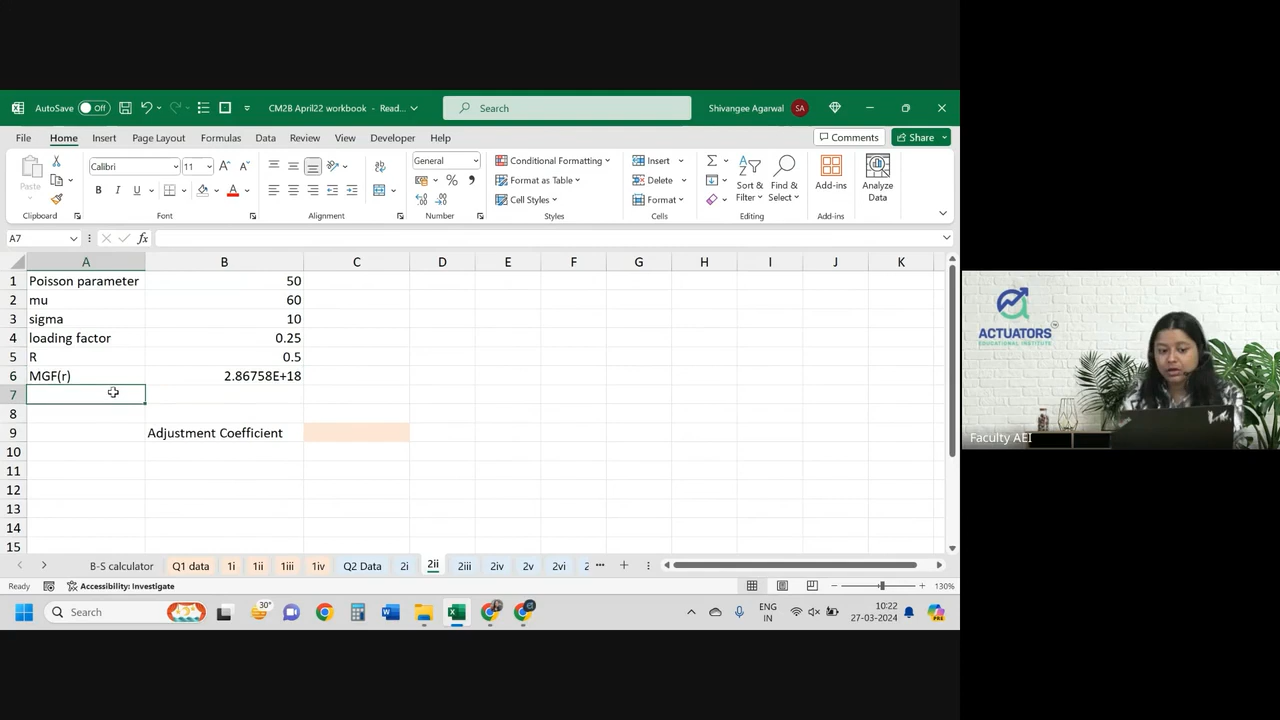 AutoSave Off CM2B April22 workbook - Read... Search Shivangee Agarwal SA
File Home Insert Page Layout Formulas Data Review View Developer Help Comments Share
Paste Calibri 11 General Conditional Formatting Insert
B I U Format as Table Delete Sort & Filter Find & Select Add-ins Analyze Data
Cell Styles Format
Clipboard Font Alignment Number Styles Cells Editing Add-ins
A7 fx
A B C D E F G H I J K
1 Poisson parameter 50
2 mu 60
3 sigma 10
4 loading factor 0.25
5 R 0.5
6 MGF(r) 2.86758E+18
7
8
9 Adjustment Coefficient
10
11
12
13
14
15
B-S calculator Q1 data 1i 1ii 1iii 1iv Q2 Data 2i 2ii 2iii 2iv 2v 2vi 2 ...
Ready Accessibility: Investigate 130%
Search 30° ENG IN 10:22 27-03-2024
ACTUATORS
EDUCATIONAL INSTITUTE
Faculty AEI